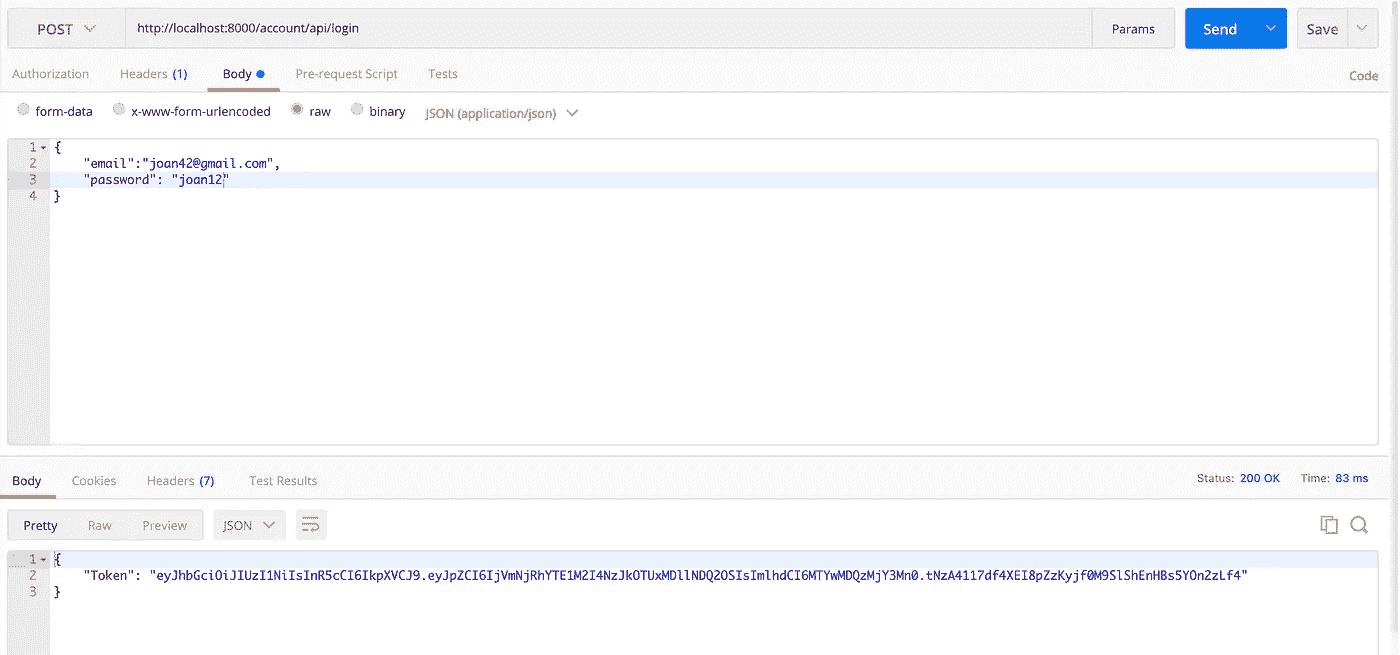 POST http://localhost:8000/account/api/login Params Send Save
Authorization Headers (1) Body Pre-request Script Tests Code
form-data x-www-form-urlencoded raw binary JSON (application/json)
1 {
2 "email":"joan42@gmail.com",
3 "password": "joan12"
4 }
Body Cookies Headers (7) Test Results Status: 200 OK Time: 83 ms
Pretty Raw Preview JSON
1 {
2 "Token": "eyJhbGciOiJIUzI1NiIsInR5cCI6IkpXVCJ9.eyJpZCI6IjVmNjRhYTE1M2I4NzJkOTUxMDllNDQ2OSIsImlhdCI6MTYwMDQzMjY3Mn0.tNzA4117df4XEI8pZzKyjf0M9SlShEnHBs5YOn2zLf4"
3 }